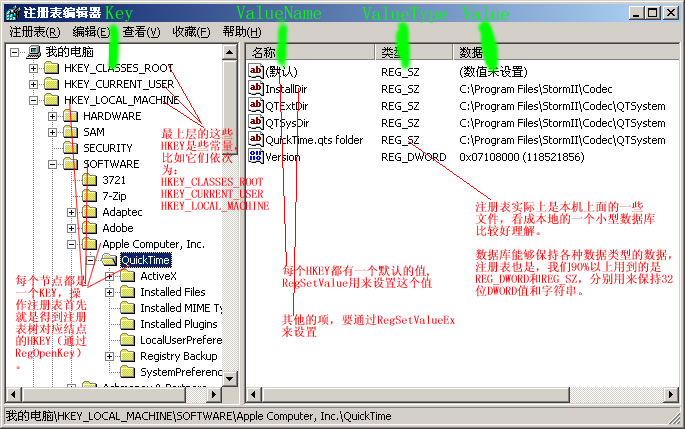 注册表编辑器
Key ValueName ValueType Value
注册表(R) 编辑(E) 查看(V) 收藏(F) 帮助(H)
我的电脑
HKEY_CLASSES_ROOT
HKEY_CURRENT_USER
HKEY_LOCAL_MACHINE
HARDWARE
SAM
SECURITY
SOFTWARE
3721
7-Zip
Adaptec
Adobe
Apple Computer, Inc.
QuickTime
ActiveX
Installed Files
Installed MIME Ty
Installed Plugins
LocalUserPrefere
Registry Backup
SystemPreferenc
最上层的这些
HKEY是些常量,
比如它们依次
为:
HKEY_CLASSES_ROOT
HKEY_CURRENT_USER
HKEY_LOCAL_MACHINE
每个节点都是
一个KEY，操
作注册表首先
就是得到注册
表树对应结点
的HKEY（通过
RegOpenKey）
。
名称 类型 数据
(默认) REG_SZ (数值未设置)
InstallDir REG_SZ C:\Program Files\StormII\Codec
QTExtDir REG_SZ C:\Program Files\StormII\Codec\QTSystem
QTSysDir REG_SZ C:\Program Files\StormII\Codec\QTSystem
QuickTime.qts folder REG_SZ C:\Program Files\StormII\Codec\QTSystem
Version REG_DWORD 0x07108000 (118521856)
注册表实际上是本机上面的一些
文件，看成本地的一个小型数据库
比较好理解。
数据库能够保持各种数据类型的数据，
注册表也是，我们90%以上用到的是
REG_DWORD和REG_SZ，分别用来保持32
位DWORD值和字符串。
每个HKEY都有一个默认的值,
RegSetValue用来设置这个值
其他的项，要通过RegSetValueEx
来设置
我的电脑\HKEY_LOCAL_MACHINE\SOFTWARE\Apple Computer, Inc.\QuickTime